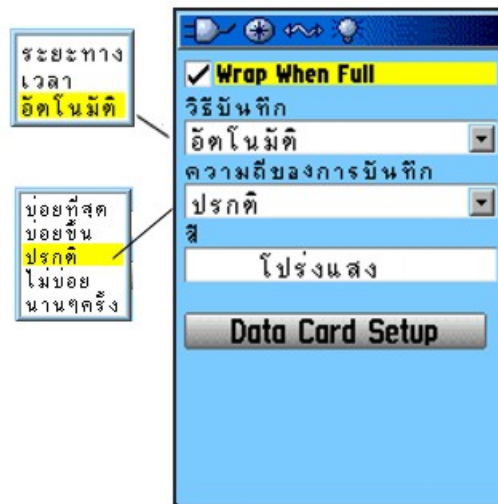 ระยะทาง
เวลา
อัตโนมัติ
บ่อยที่สุด
บ่อยขึ้น
ปรกติ
ไม่บ่อย
นานๆครั้ง
Wrap When Full
วิธีบันทึก
อัตโนมัติ
ความถี่ของการบันทึก
ปรกติ
สี
โปร่งแสง
Data Card Setup